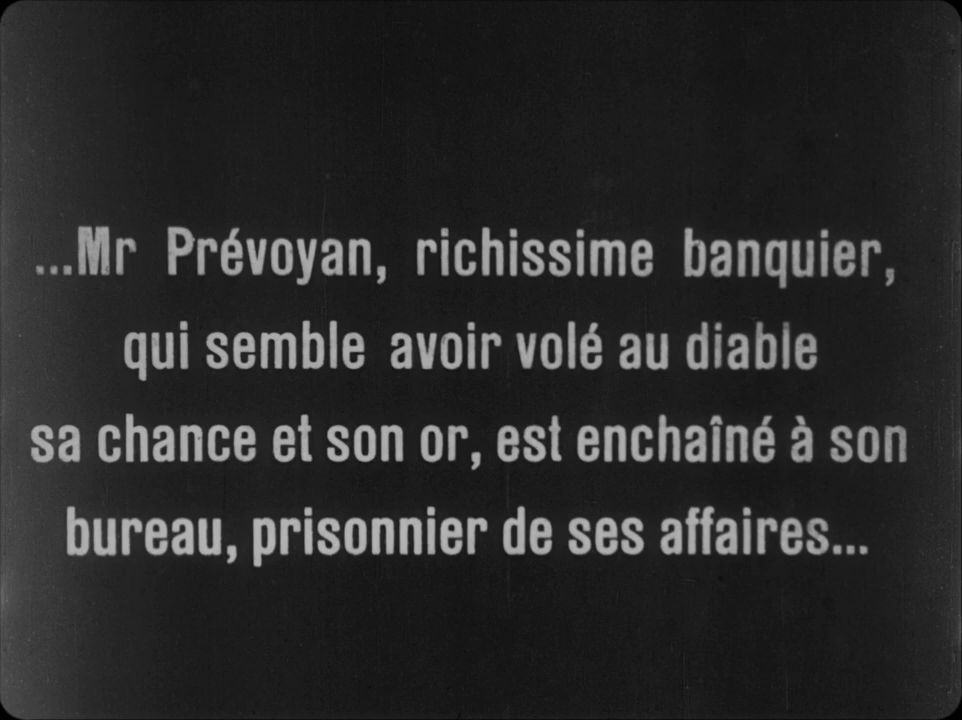 ...Mr Prévoyan, richissime banquier,
qui semble avoir volé au diable
sa chance et son or, est enchaîné à son
bureau, prisonnier de ses affaires...